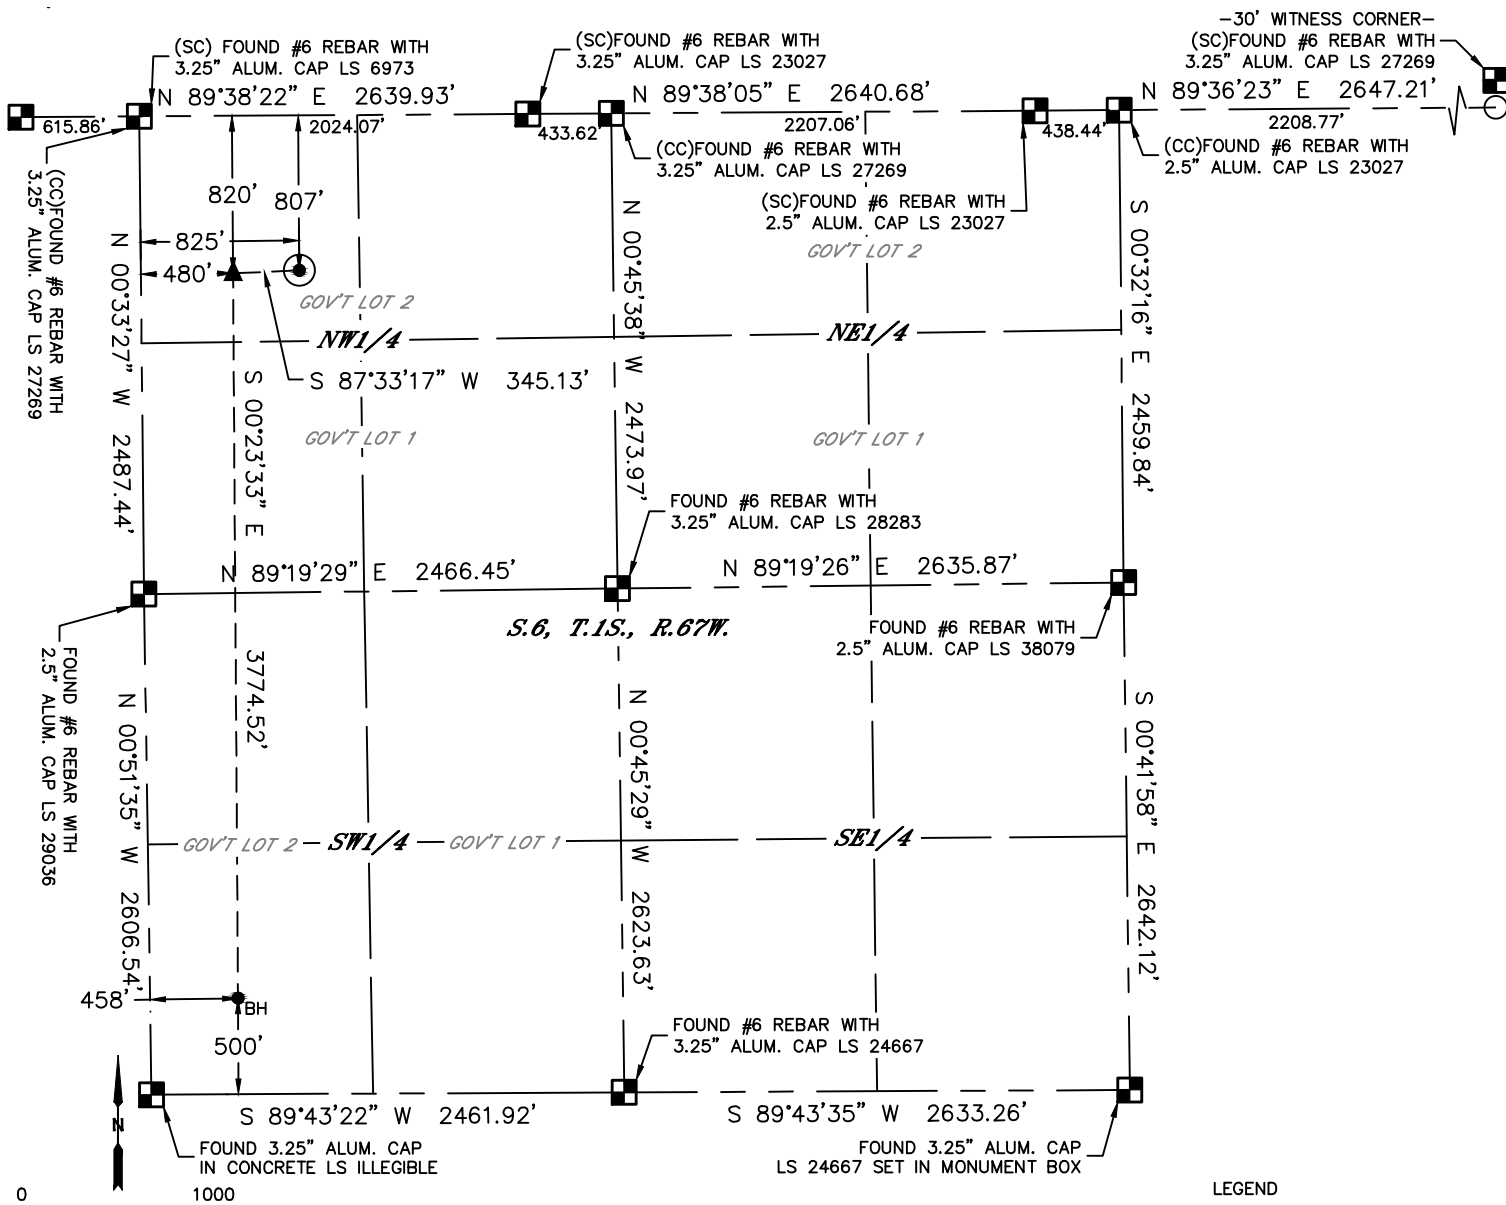 -30' WITNESS CORNER-
(SC)FOUND #6 REBAR WITH
3.25" ALUM. CAP LS 27269
(SC) FOUND #6 REBAR WITH
3.25" ALUM. CAP LS 6973
(SC)FOUND #6 REBAR WITH
3.25" ALUM. CAP LS 23027
N 89°38'22" E 2639.93'
N 89°38'05" E 2640.68'
N 89°36'23" E 2647.21'
615.86'
2024.07'
433.62'
2207.06'
438.44'
2208.77'
(CC)FOUND #6 REBAR WITH
3.25" ALUM. CAP LS 27269
(CC)FOUND #6 REBAR WITH
3.25" ALUM. CAP LS 27269
(CC)FOUND #6 REBAR WITH
2.5" ALUM. CAP LS 23027
(SC)FOUND #6 REBAR WITH
2.5" ALUM. CAP LS 23027
820'
807'
825'
480'
GOV'T LOT 2
GOV'T LOT 2
N 00°33'27" W 2487.44'
N 00°45'38" W 2473.97'
S 00°32'16" E 2459.84'
NW1/4
NE1/4
S 87°33'17" W 345.13'
S 00°23'33" E 3774.52'
GOV'T LOT 1
GOV'T LOT 1
FOUND #6 REBAR WITH
3.25" ALUM. CAP LS 28283
N 89°19'29" E 2466.45'
N 89°19'26" E 2635.87'
S.6, T.1S., R.67W.
FOUND #6 REBAR WITH
2.5" ALUM. CAP LS 38079
FOUND #6 REBAR WITH
2.5" ALUM. CAP LS 29036
N 00°51'35" W 2606.54'
N 00°45'29" W 2623.63'
S 00°41'58" E 2642.12'
GOV'T LOT 2
SW1/4
GOV'T LOT 1
SE1/4
458'
BH
500'
FOUND #6 REBAR WITH
3.25" ALUM. CAP LS 24667
S 89°43'22" W 2461.92'
S 89°43'35" W 2633.26'
N
FOUND 3.25" ALUM. CAP
IN CONCRETE LS ILLEGIBLE
FOUND 3.25" ALUM. CAP
LS 24667 SET IN MONUMENT BOX
0 1000
LEGEND